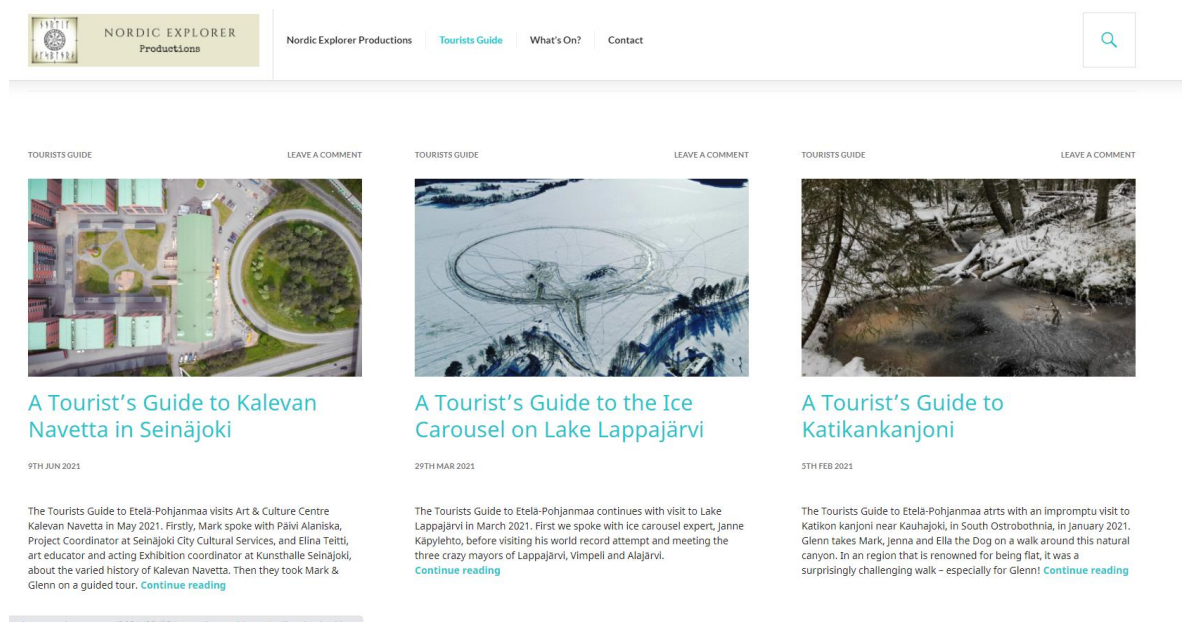 NORDIC EXPLORER
Productions
Nordic Explorer Productions
Tourists Guide
What's On?
Contact
TOURISTS GUIDE
LEAVE A COMMENT
A Tourist's Guide to Kalevan
Navetta in Seinäjoki
9TH JUN 2021
The Tourists Guide to Etelä-Pohjanmaa visits Art & Culture Centre
Kalevan Navetta in May 2021. Firstly, Mark spoke with Päivi Alaniska,
Project Coordinator at Seinäjoki City Cultural Services, and Elina Teitti,
art educator and acting Exhibition coordinator at Kunsthalle Seinäjoki,
about the varied history of Kalevan Navetta. Then they took Mark &
Glenn on a guided tour. Continue reading
TOURISTS GUIDE
LEAVE A COMMENT
A Tourist's Guide to the Ice
Carousel on Lake Lappajärvi
29TH MAR 2021
The Tourists Guide to Etelä-Pohjanmaa continues with visit to Lake
Lappajärvi in March 2021. First we spoke with ice carousel expert, Janne
Käpylehto, before visiting his world record attempt and meeting the
three crazy mayors of Lappajärvi, Vimpeli and Alajärvi.
Continue reading
TOURISTS GUIDE
LEAVE A COMMENT
A Tourist's Guide to
Katikankanjoni
5TH FEB 2021
The Tourists Guide to Etelä-Pohjanmaa atrts with an impromptu visit to
Katikon kanjoni near Kauhajoki, in South Ostrobothnia, in January 2021.
Glenn takes Mark, Jenna and Ella the Dog on a walk around this natural
canyon. In an region that is renowned for being flat, it was a
surprisingly challenging walk – especially for Glenn! Continue reading